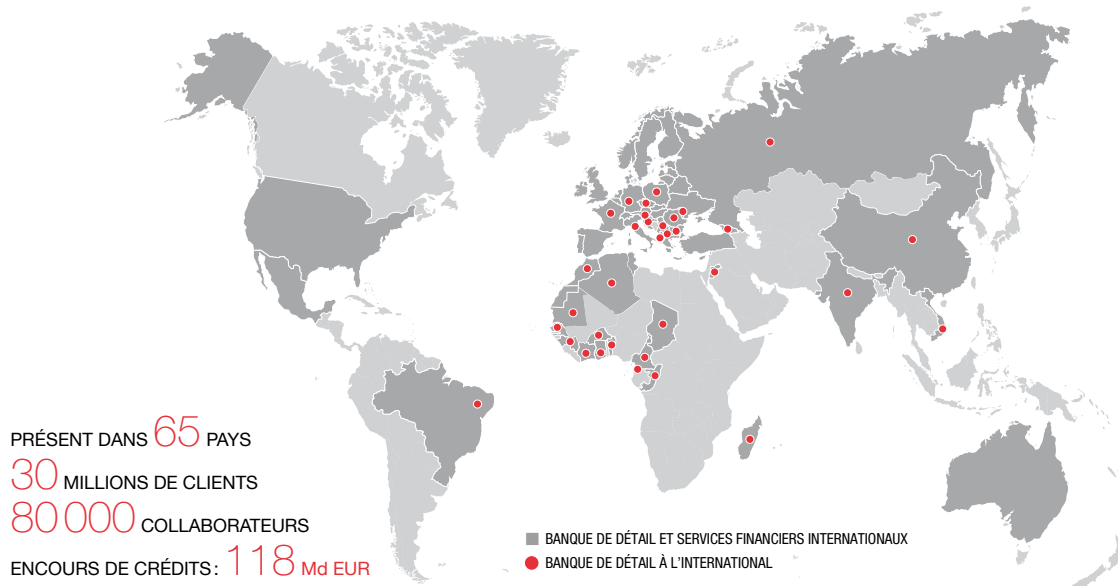 PRÉSENT DANS 65 PAYS
30 MILLIONS DE CLIENTS
80 000 COLLABORATEURS
ENCOURS DE CRÉDITS : 118 Md EUR
BANQUE DE DÉTAIL ET SERVICES FINANCIERS INTERNATIONAUX
BANQUE DE DÉTAIL À L'INTERNATIONAL